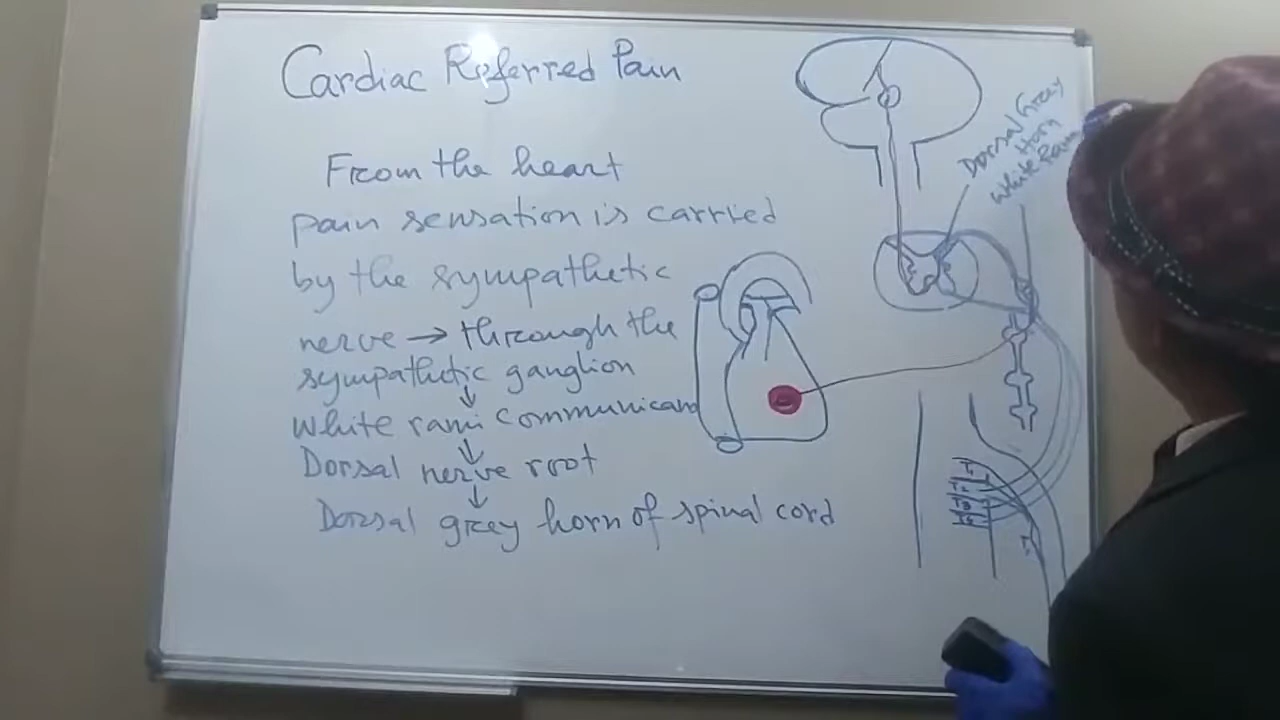 Cardiac Referred Pain
From the heart
pain sensation is carried
by the sympathetic
nerve → through the
sympathetic ganglion
↓
white rami communicans
↓
Dorsal nerve root
↓
Dorsal grey horn of spinal cord
Dorsal Grey
Horn
White Rami